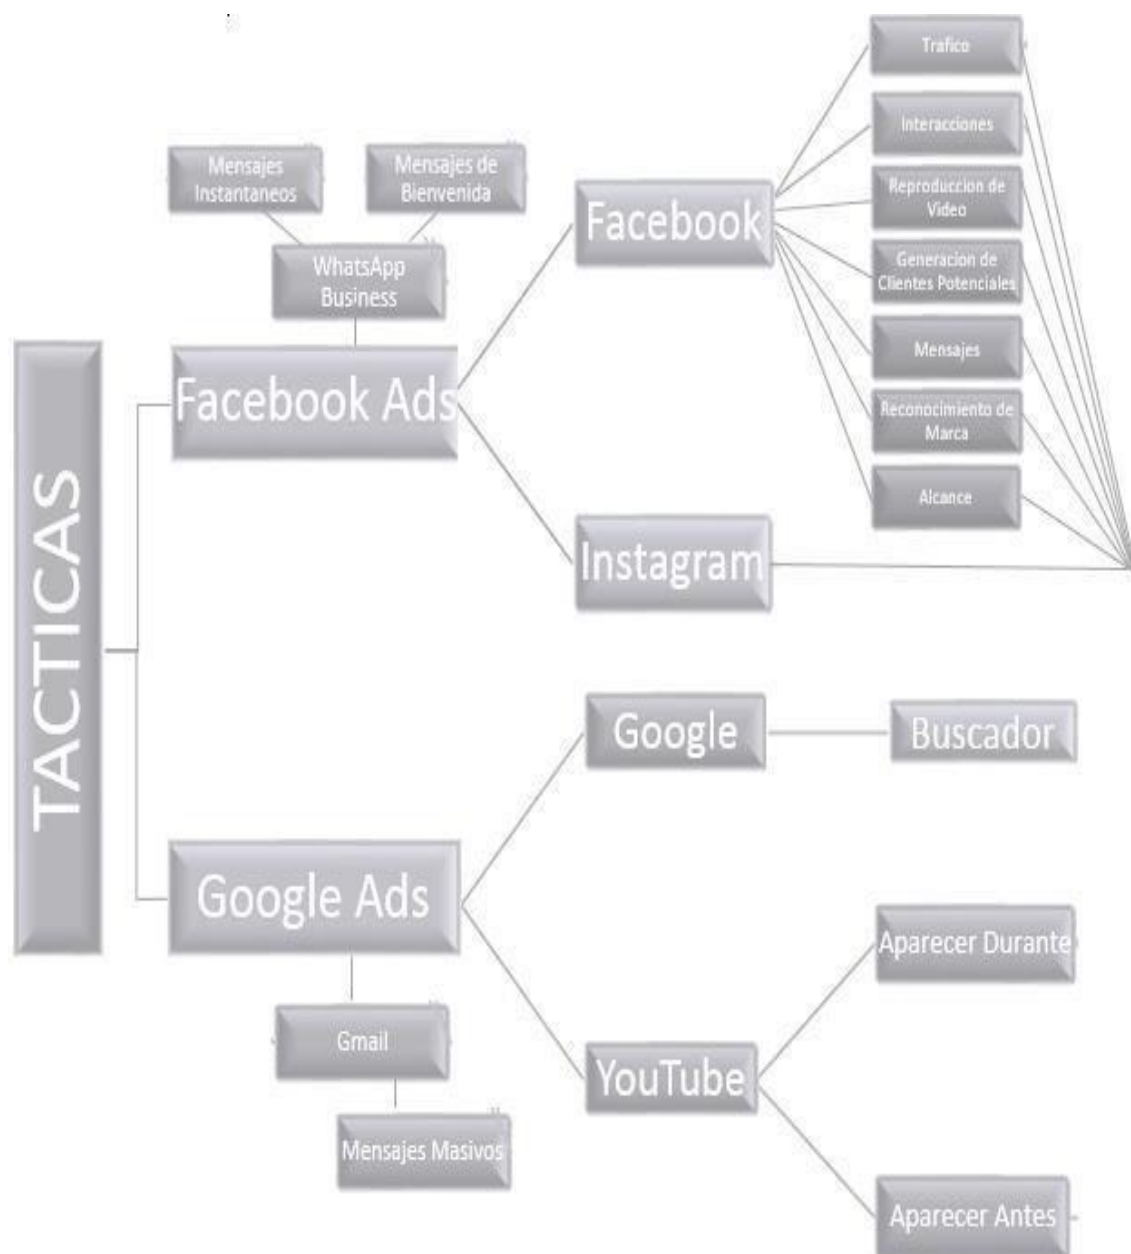 TACTICAS
Facebook Ads
WhatsApp
Business
Mensajes
Instantaneos
Mensajes de
Bienvenida
Facebook
Trafico
Interacciones
Reproduccion de
Video
Generacion de
Clientes Potenciales
Mensajes
Reconocimiento de
Marca
Alcance
Instagram
Google Ads
Google
Buscador
YouTube
Aparecer Durante
Aparecer Antes
Gmail
Mensajes Masivos